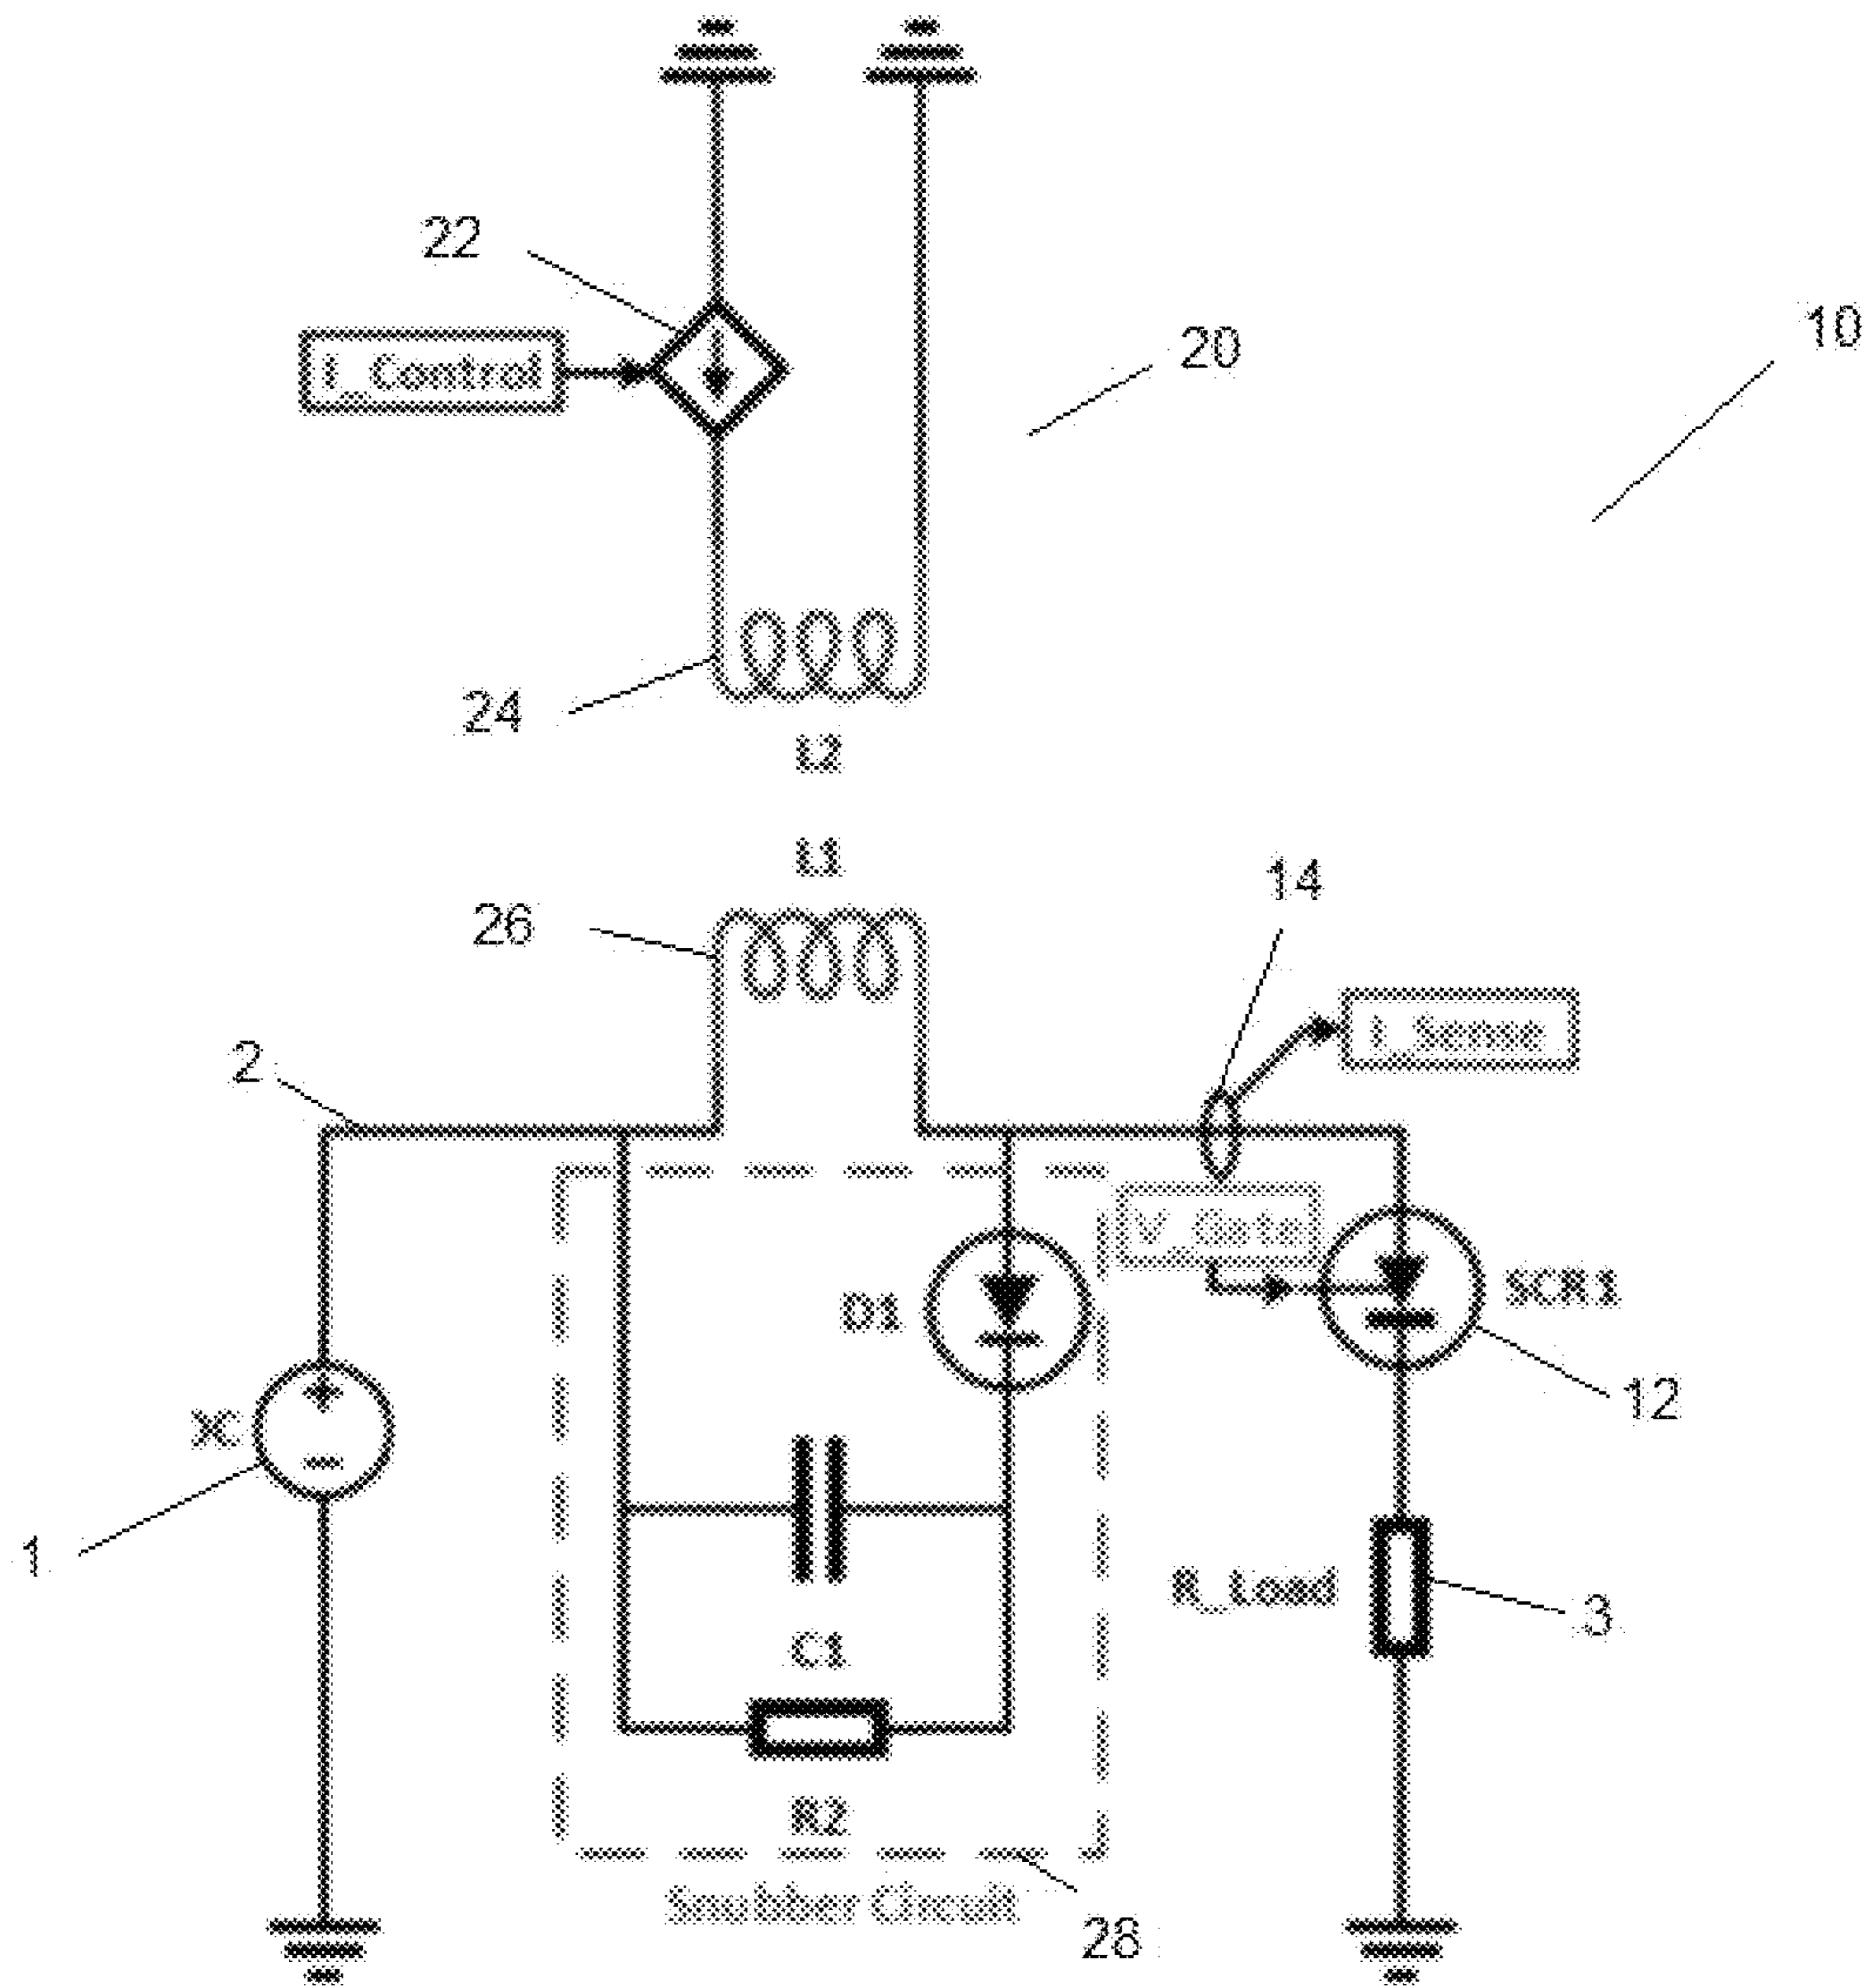 22
I_Control
20
10
24
L2
L1
26
14
I_Sense
2
V_Gate
SCR1
D1
12
XC
1
R_Load
3
C1
R2
Snubber Circuit
28